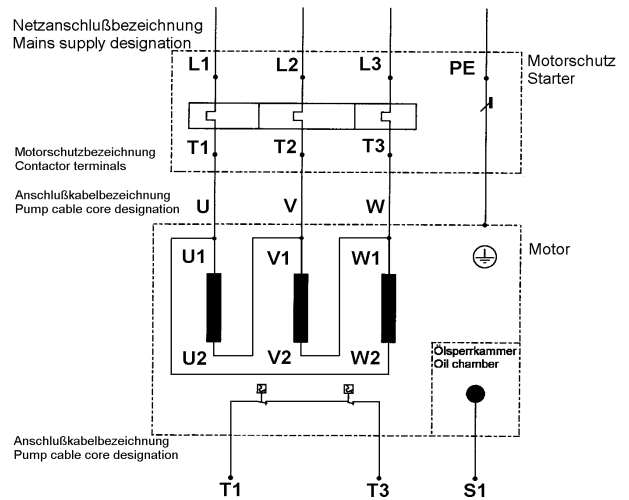 Netzanschlußbezeichnung
Mains supply designation
L1 L2 L3 PE
Motorschutz
Starter
T1 T2 T3
Motorschutzbezeichnung
Contactor terminals
Anschlußkabelbezeichnung
Pump cable core designation
U V W
Motor
U1 V1 W1
U2 V2 W2
Ölsperrkammer
Oil chamber
Anschlußkabelbezeichnung
Pump cable core designation
T1 T3 S1